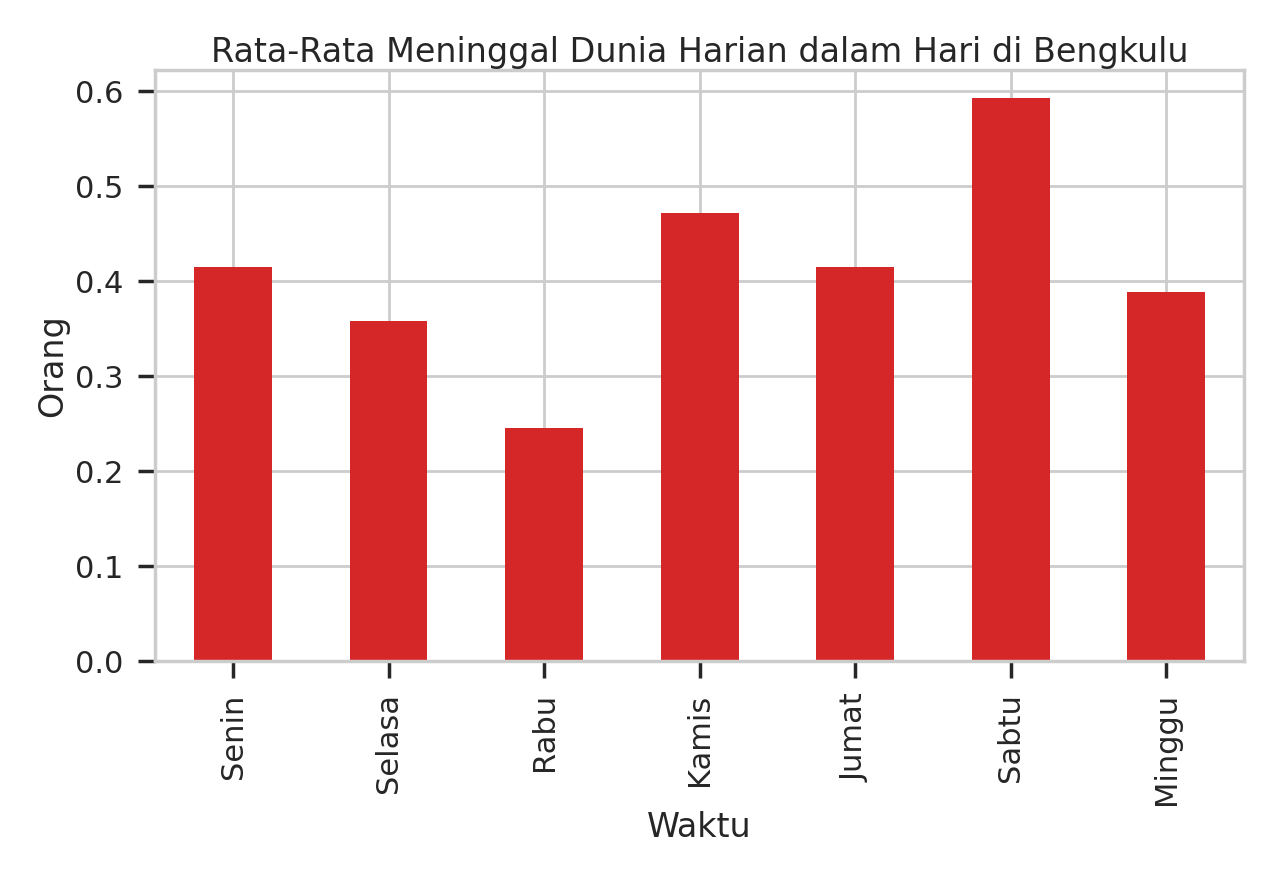 Rata-Rata Meninggal Dunia Harian dalam Hari di Bengkulu
0.6
0.5
0.4
0.3
0.2
0.1
0.0
Orang
Senin
Selasa
Rabu
Kamis
Jumat
Sabtu
Minggu
Waktu